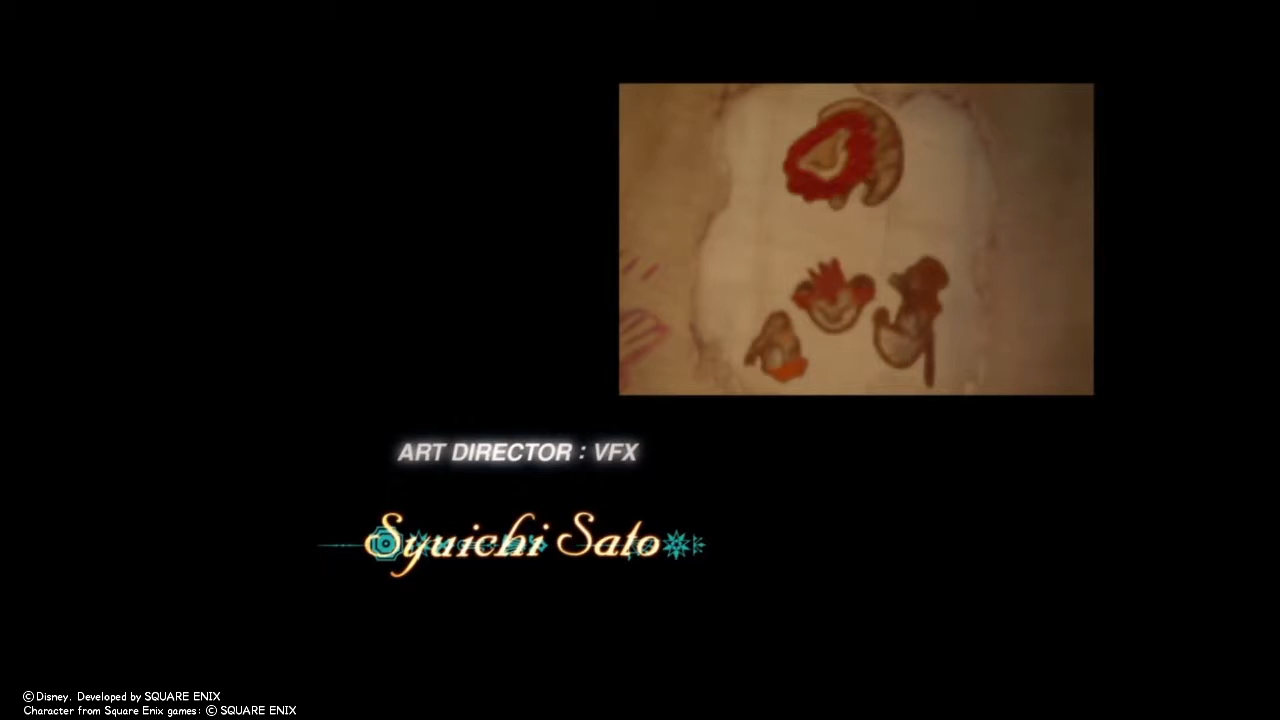 ART DIRECTOR : VFX
Syuichi Sato
©Disney. Developed by SQUARE ENIX
Character from Square Enix games: © SQUARE ENIX